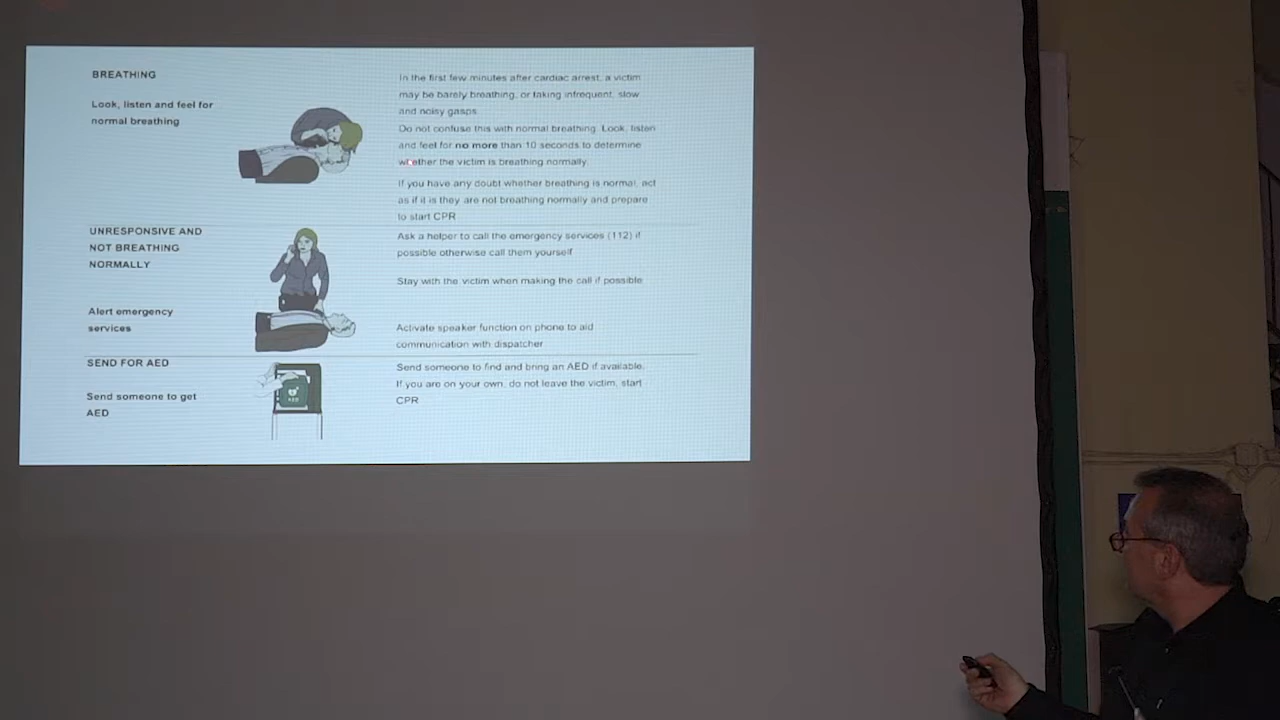 BREATHING
Look, listen and feel for
normal breathing
In the first few minutes after cardiac arrest, a victim
may be barely breathing, or taking infrequent, slow
and noisy gasps.
Do not confuse this with normal breathing. Look, listen
and feel for no more than 10 seconds to determine
whether the victim is breathing normally.
If you have any doubt whether breathing is normal, act
as if it is they are not breathing normally and prepare
to start CPR
UNRESPONSIVE AND
NOT BREATHING
NORMALLY
Alert emergency
services
Ask a helper to call the emergency services (112) if
possible otherwise call them yourself
Stay with the victim when making the call if possible
Activate speaker function on phone to aid
communication with dispatcher
SEND FOR AED
Send someone to get
AED
AED
Send someone to find and bring an AED if available.
If you are on your own, do not leave the victim, start
CPR